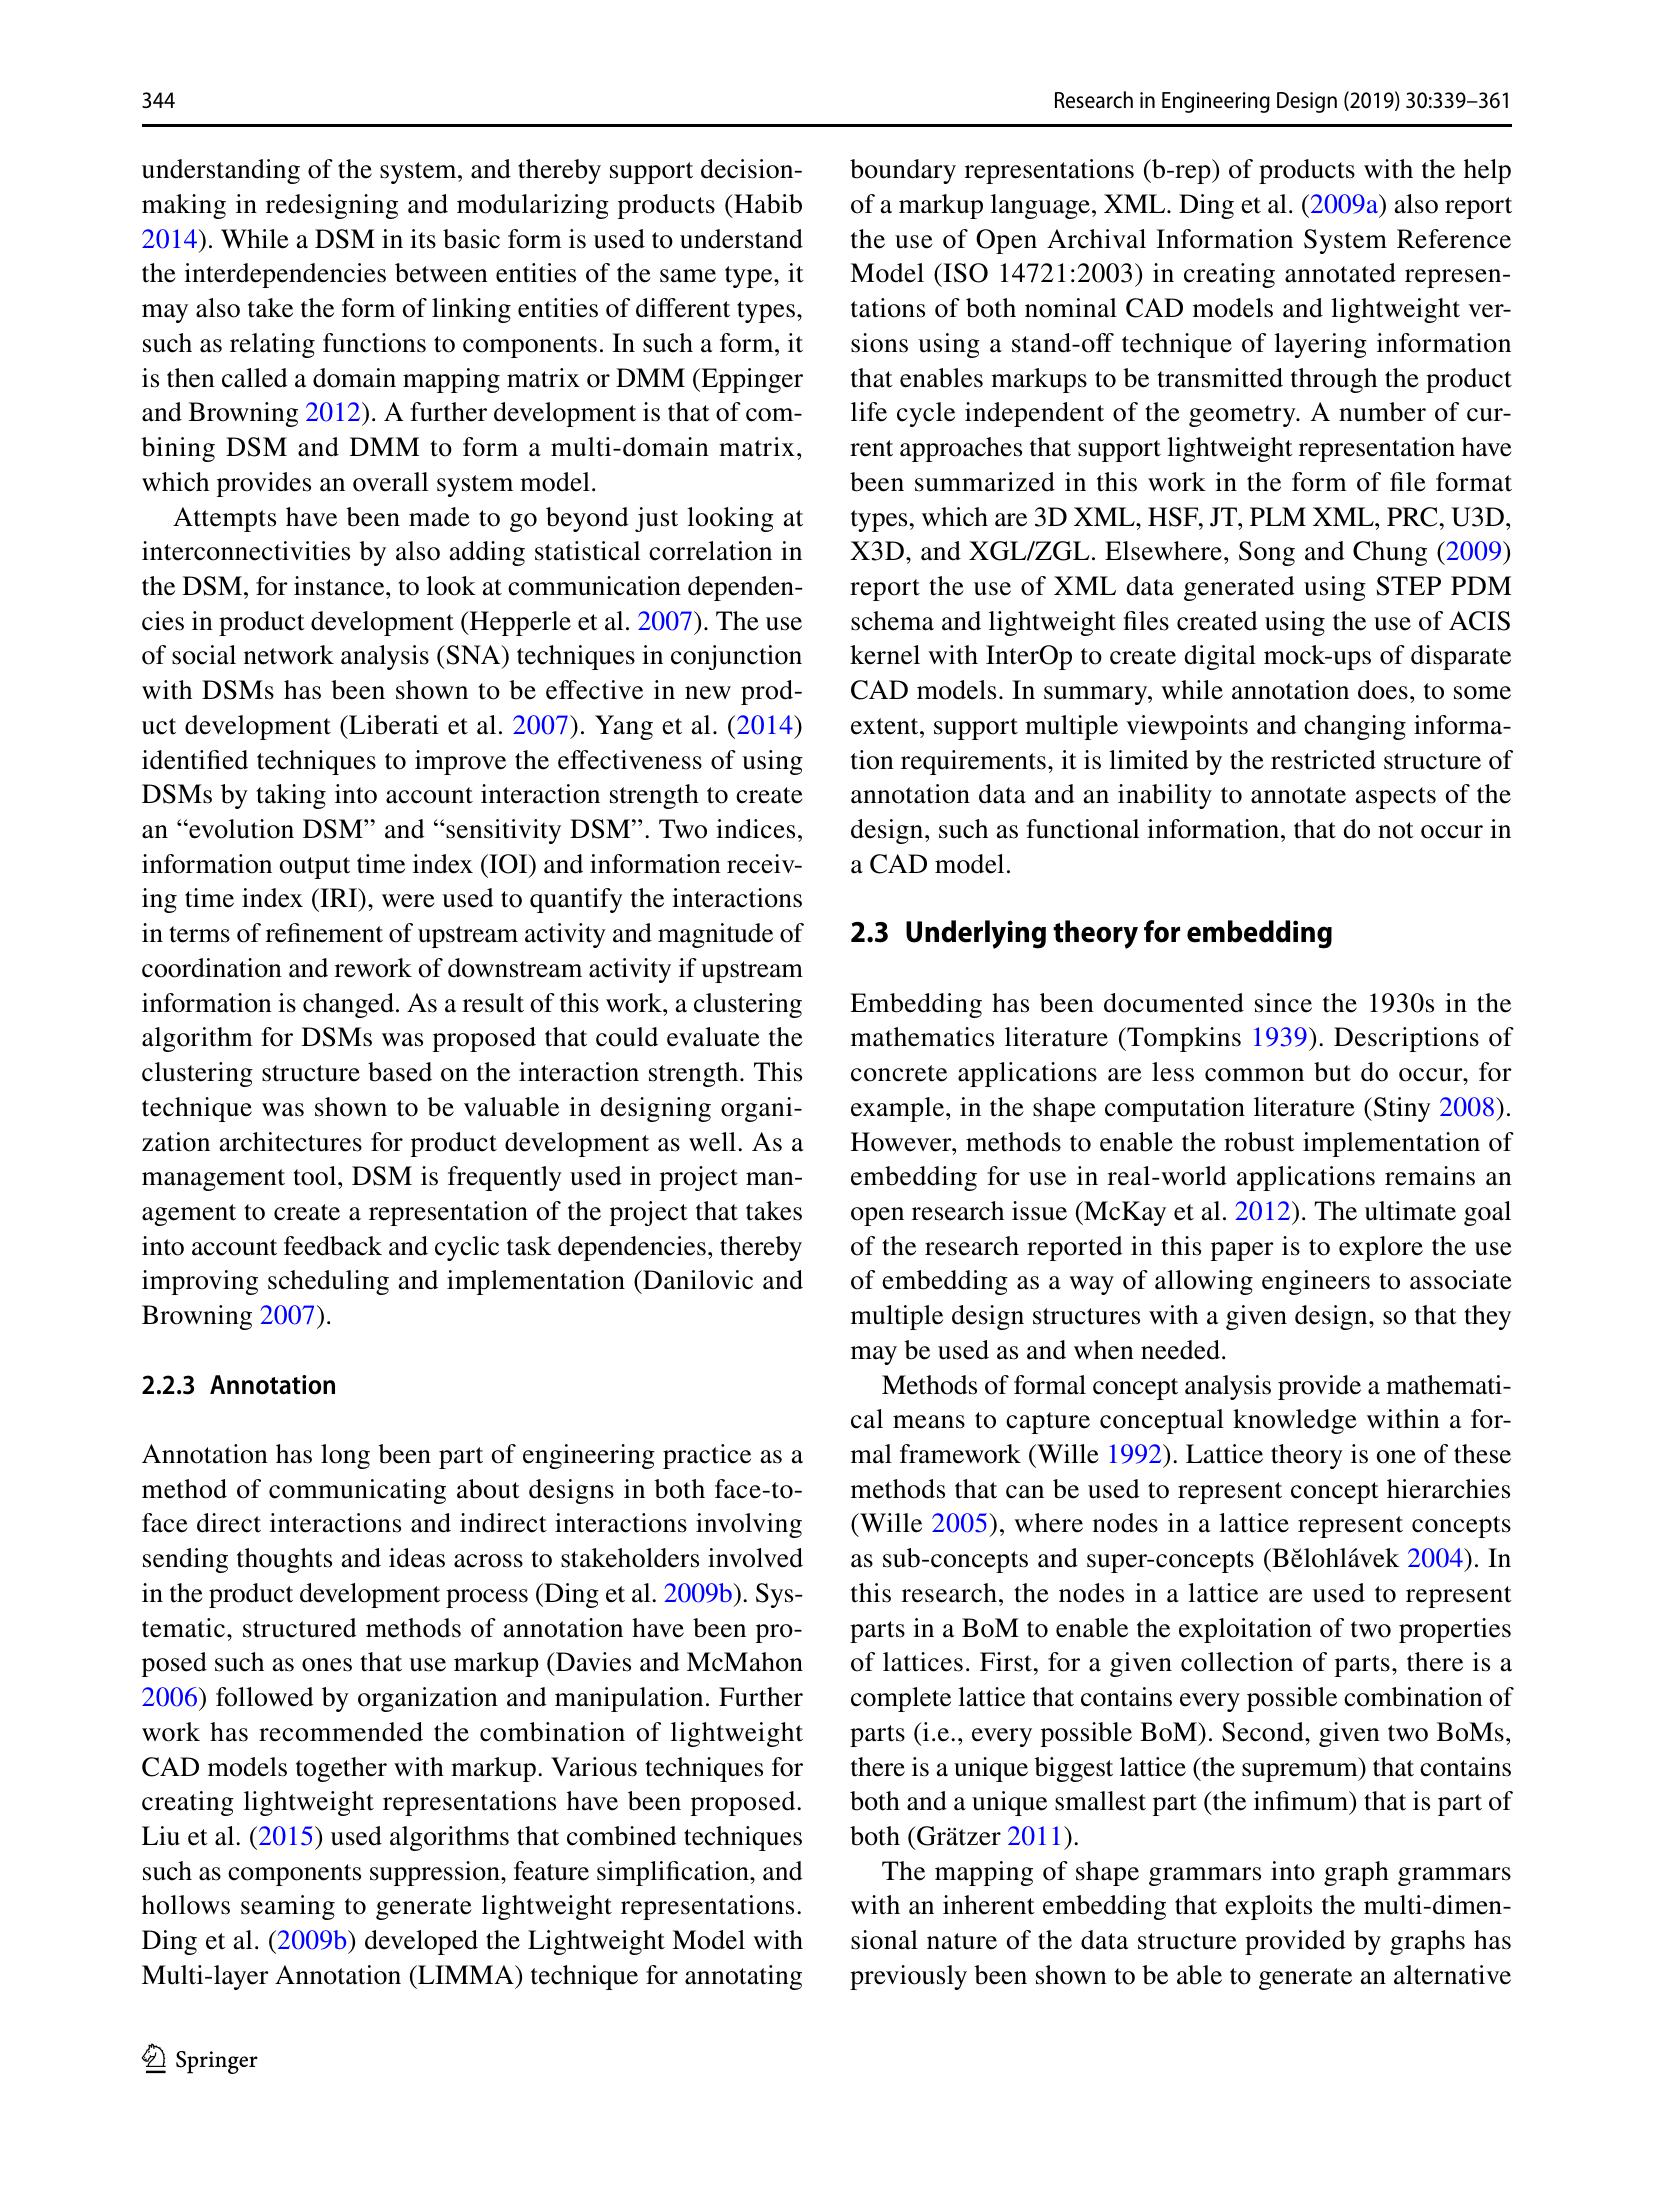 344
Research in Engineering Design (2019) 30:339–361
understanding of the system, and thereby support decision-
making in redesigning and modularizing products (Habib
2014). While a DSM in its basic form is used to understand
the interdependencies between entities of the same type, it
may also take the form of linking entities of different types,
such as relating functions to components. In such a form, it
is then called a domain mapping matrix or DMM (Eppinger
and Browning 2012). A further development is that of com-
bining DSM and DMM to form a multi-domain matrix,
which provides an overall system model.
Attempts have been made to go beyond just looking at
interconnectivities by also adding statistical correlation in
the DSM, for instance, to look at communication dependen-
cies in product development (Hepperle et al. 2007). The use
of social network analysis (SNA) techniques in conjunction
with DSMs has been shown to be effective in new prod-
uct development (Liberati et al. 2007). Yang et al. (2014)
identified techniques to improve the effectiveness of using
DSMs by taking into account interaction strength to create
an “evolution DSM” and “sensitivity DSM”. Two indices,
information output time index (IOI) and information receiv-
ing time index (IRI), were used to quantify the interactions
in terms of refinement of upstream activity and magnitude of
coordination and rework of downstream activity if upstream
information is changed. As a result of this work, a clustering
algorithm for DSMs was proposed that could evaluate the
clustering structure based on the interaction strength. This
technique was shown to be valuable in designing organi-
zation architectures for product development as well. As a
management tool, DSM is frequently used in project man-
agement to create a representation of the project that takes
into account feedback and cyclic task dependencies, thereby
improving scheduling and implementation (Danilovic and
Browning 2007).
2.2.3 Annotation
Annotation has long been part of engineering practice as a
method of communicating about designs in both face-to-
face direct interactions and indirect interactions involving
sending thoughts and ideas across to stakeholders involved
in the product development process (Ding et al. 2009b). Sys-
tematic, structured methods of annotation have been pro-
posed such as ones that use markup (Davies and McMahon
2006) followed by organization and manipulation. Further
work has recommended the combination of lightweight
CAD models together with markup. Various techniques for
creating lightweight representations have been proposed.
Liu et al. (2015) used algorithms that combined techniques
such as components suppression, feature simplification, and
hollows seaming to generate lightweight representations.
Ding et al. (2009b) developed the Lightweight Model with
Multi-layer Annotation (LIMMA) technique for annotating
boundary representations (b-rep) of products with the help
of a markup language, XML. Ding et al. (2009a) also report
the use of Open Archival Information System Reference
Model (ISO 14721:2003) in creating annotated represen-
tations of both nominal CAD models and lightweight ver-
sions using a stand-off technique of layering information
that enables markups to be transmitted through the product
life cycle independent of the geometry. A number of cur-
rent approaches that support lightweight representation have
been summarized in this work in the form of file format
types, which are 3D XML, HSF, JT, PLM XML, PRC, U3D,
X3D, and XGL/ZGL. Elsewhere, Song and Chung (2009)
report the use of XML data generated using STEP PDM
schema and lightweight files created using the use of ACIS
kernel with InterOp to create digital mock-ups of disparate
CAD models. In summary, while annotation does, to some
extent, support multiple viewpoints and changing informa-
tion requirements, it is limited by the restricted structure of
annotation data and an inability to annotate aspects of the
design, such as functional information, that do not occur in
a CAD model.
2.3 Underlying theory for embedding
Embedding has been documented since the 1930s in the
mathematics literature (Tompkins 1939). Descriptions of
concrete applications are less common but do occur, for
example, in the shape computation literature (Stiny 2008).
However, methods to enable the robust implementation of
embedding for use in real-world applications remains an
open research issue (McKay et al. 2012). The ultimate goal
of the research reported in this paper is to explore the use
of embedding as a way of allowing engineers to associate
multiple design structures with a given design, so that they
may be used as and when needed.
Methods of formal concept analysis provide a mathemati-
cal means to capture conceptual knowledge within a for-
mal framework (Wille 1992). Lattice theory is one of these
methods that can be used to represent concept hierarchies
(Wille 2005), where nodes in a lattice represent concepts
as sub-concepts and super-concepts (Bĕlohlávek 2004). In
this research, the nodes in a lattice are used to represent
parts in a BoM to enable the exploitation of two properties
of lattices. First, for a given collection of parts, there is a
complete lattice that contains every possible combination of
parts (i.e., every possible BoM). Second, given two BoMs,
there is a unique biggest lattice (the supremum) that contains
both and a unique smallest part (the infimum) that is part of
both (Grätzer 2011).
The mapping of shape grammars into graph grammars
with an inherent embedding that exploits the multi-dimen-
sional nature of the data structure provided by graphs has
previously been shown to be able to generate an alternative
Springer